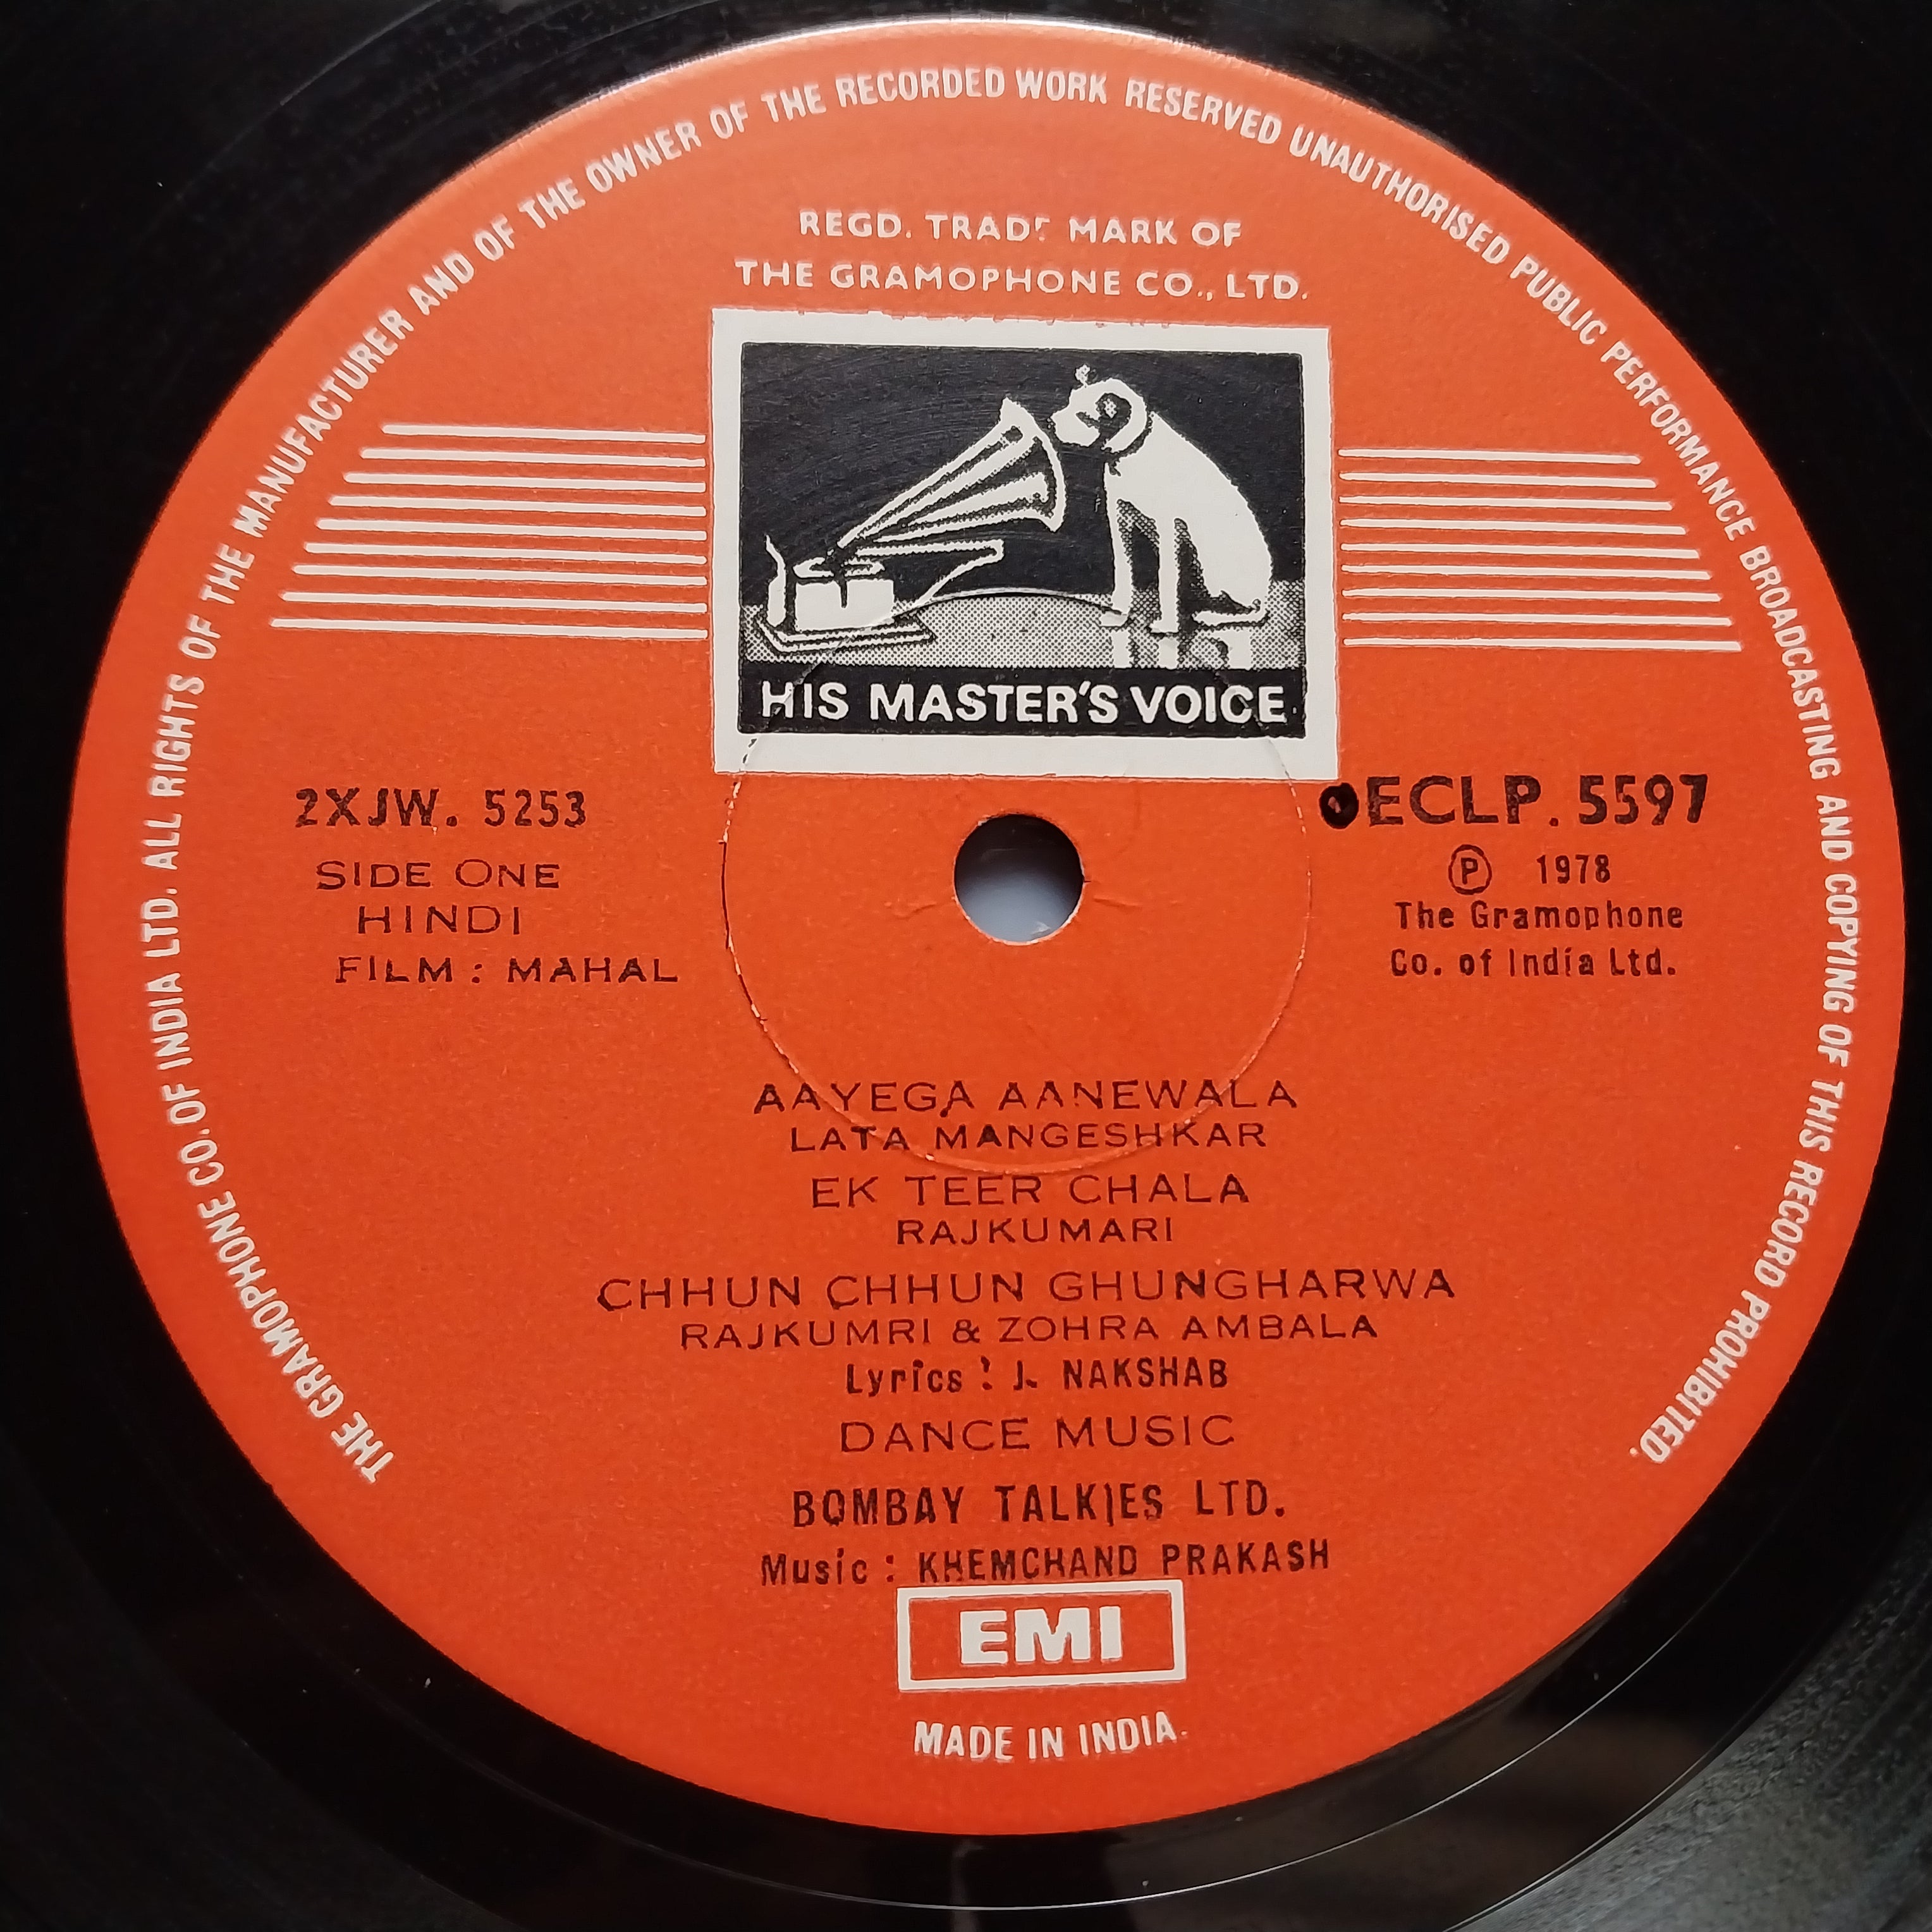 THE GRAMOPHONE CO. OF INDIA LTD. ALL RIGHTS OF THE MANUFACTURER AND OF THE OWNER OF THE RECORDED WORK RESERVED UNAUTHORISED PUBLIC PERFORMANCE BROADCASTING AND COPYING OF THIS RECORD PROHIBITED.
REGD. TRADE MARK OF
THE GRAMOPHONE CO., LTD.
HIS MASTER'S VOICE
2XJW. 5253
SIDE ONE
HINDI
FILM : MAHAL
ECLP. 5597
Ⓟ 1978
The Gramophone
Co. of India Ltd.
AAYEGA AANEWALA
LATA MANGESHKAR
EK TEER CHALA
RAJKUMARI
CHHUN CHHUN GHUNGHARWA
RAJKUMRI & ZOHRA AMBALA
Lyrics : J. NAKSHAB
DANCE MUSIC
BOMBAY TALKIES LTD.
Music : KHEMCHAND PRAKASH
EMI
MADE IN INDIA.